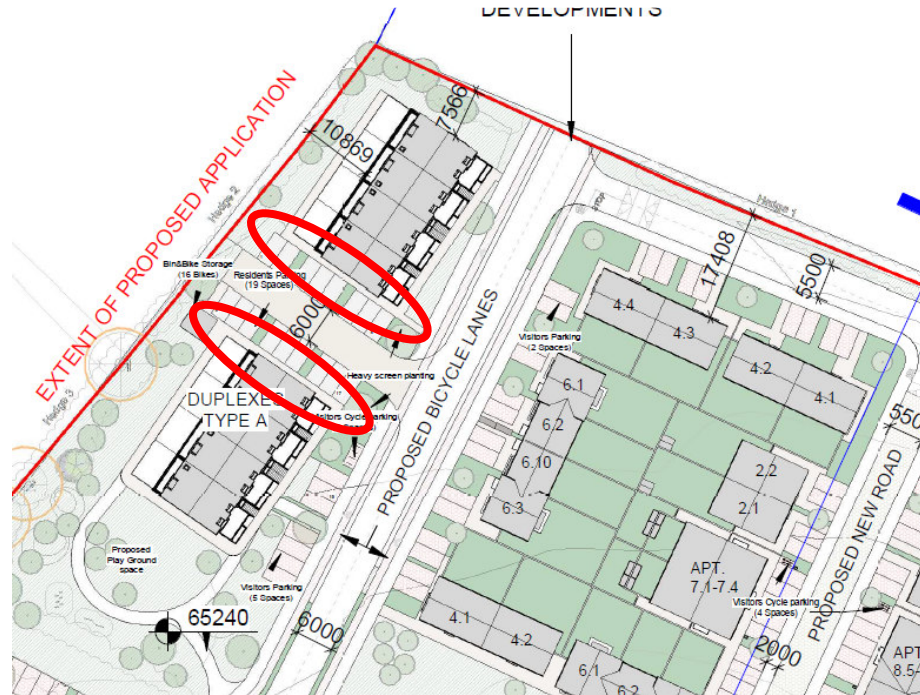 DEVELOPMENTS
EXTENT OF PROPOSED APPLICATION
Hedge 2
10869
7566
Hedge 1
STOP
17408
5500
Bin&Bike Storage
(16 Bikes)
Residents Parking
(19 Spaces)
6000
Heavy screen planting
Hedge 3
DUPLEXES
TYPE A
Visitors Cycle parking
PROPOSED BICYCLE LANES
Visitors Parking
(2 Spaces)
4.4
4.3
4.2
4.1
6.1
6.2
6.10
6.3
2.2
2.1
550
APT.
7.1-7.4
PROPOSED NEW ROAD
Proposed
Play Ground
space
Visitors Parking
(5 Spaces)
Visitors Cycle parking
(4 Spaces)
65240
6000
4.1
4.2
6.1
6.2
2000
APT